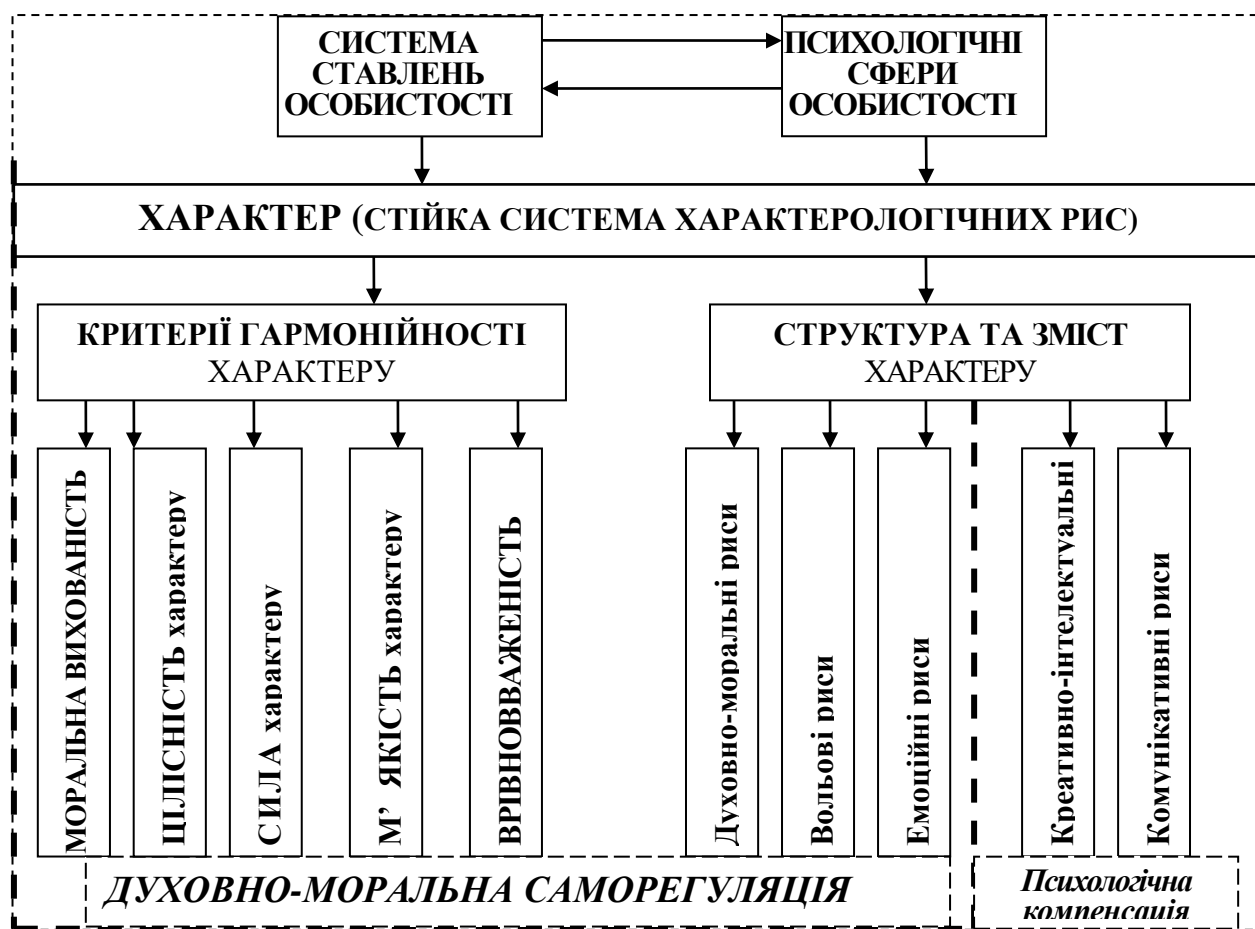 СИСТЕМА
СТАВЛЕНЬ
ОСОБИСТОСТІ
ПСИХОЛОГІЧНІ
СФЕРИ
ОСОБИСТОСТІ
ХАРАКТЕР (СТІЙКА СИСТЕМА ХАРАКТЕРОЛОГІЧНИХ РИС)
КРИТЕРІЇ ГАРМОНІЙНОСТІ
ХАРАКТЕРУ
СТРУКТУРА ТА ЗМІСТ
ХАРАКТЕРУ
МОРАЛЬНА ВИХОВАНІСТЬ
ЦІЛІСНІСТЬ характеру
СИЛА характеру
М’ ЯКІСТЬ характеру
ВРІВНОВВАЖЕНІСТЬ
Духовно-моральні риси
Вольові риси
Емоційні риси
Креативно-інтелектуальні
Комунікативні риси
ДУХОВНО-МОРАЛЬНА САМОРЕГУЛЯЦІЯ
Психологічна
компенсація